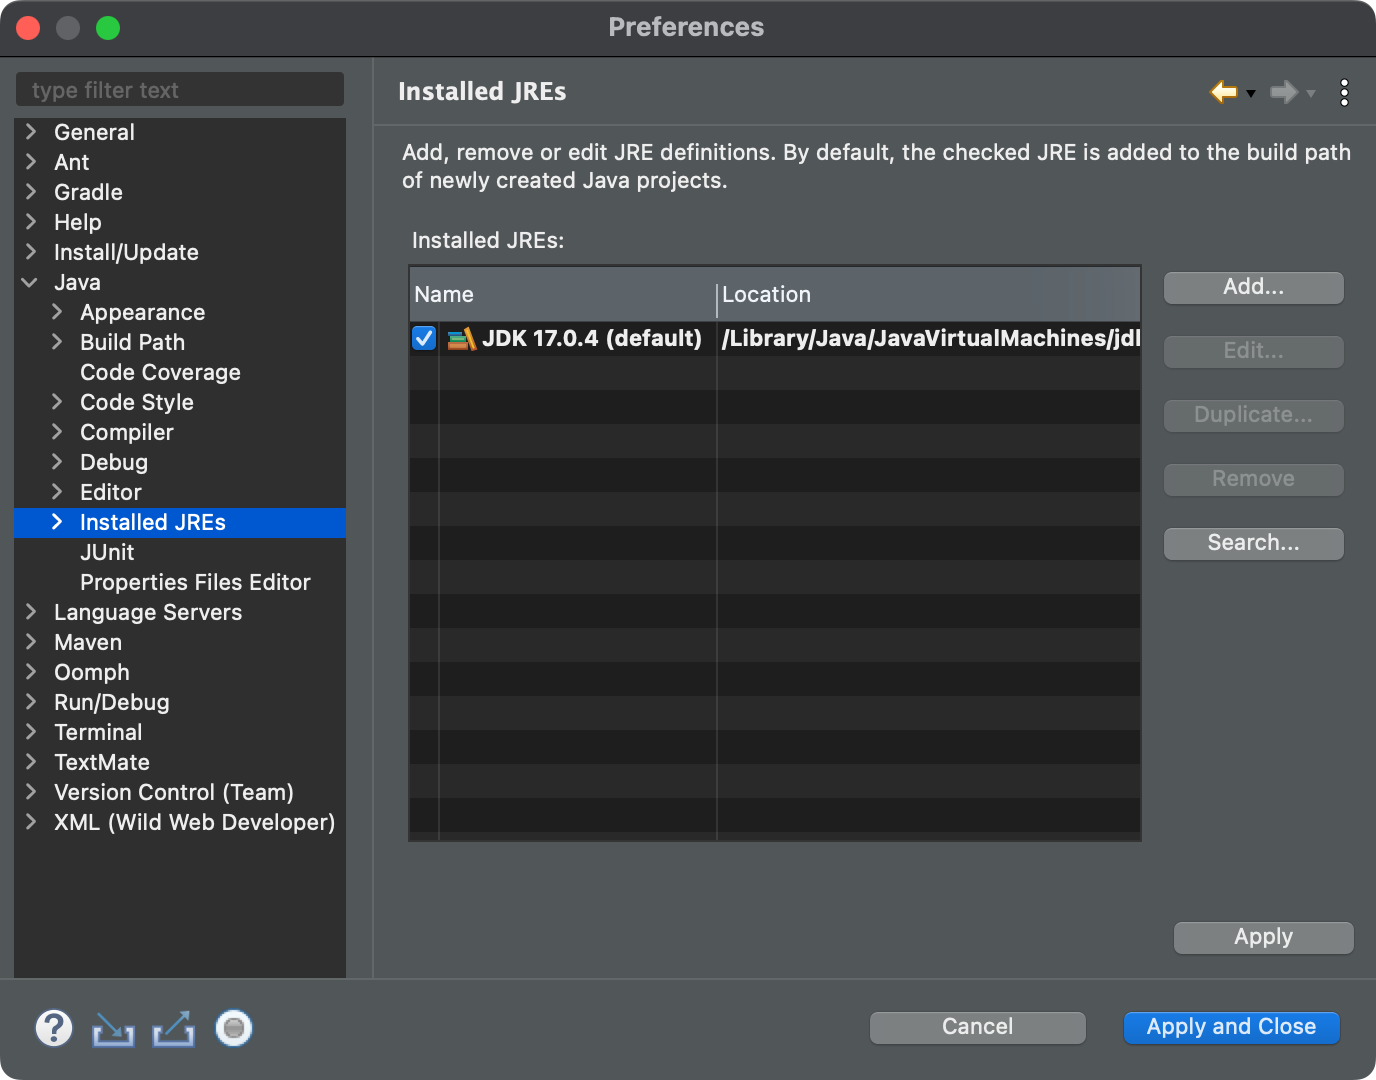 Preferences
type filter text
General
Ant
Gradle
Help
Install/Update
Java
Appearance
Build Path
Code Coverage
Code Style
Compiler
Debug
Editor
Installed JREs
JUnit
Properties Files Editor
Language Servers
Maven
Oomph
Run/Debug
Terminal
TextMate
Version Control (Team)
XML (Wild Web Developer)
Installed JREs
Add, remove or edit JRE definitions. By default, the checked JRE is added to the build path
of newly created Java projects.
Installed JREs:
Name Location
JDK 17.0.4 (default) /Library/Java/JavaVirtualMachines/jdk
Add...
Edit...
Duplicate...
Remove
Search...
Apply
?
Cancel Apply and Close